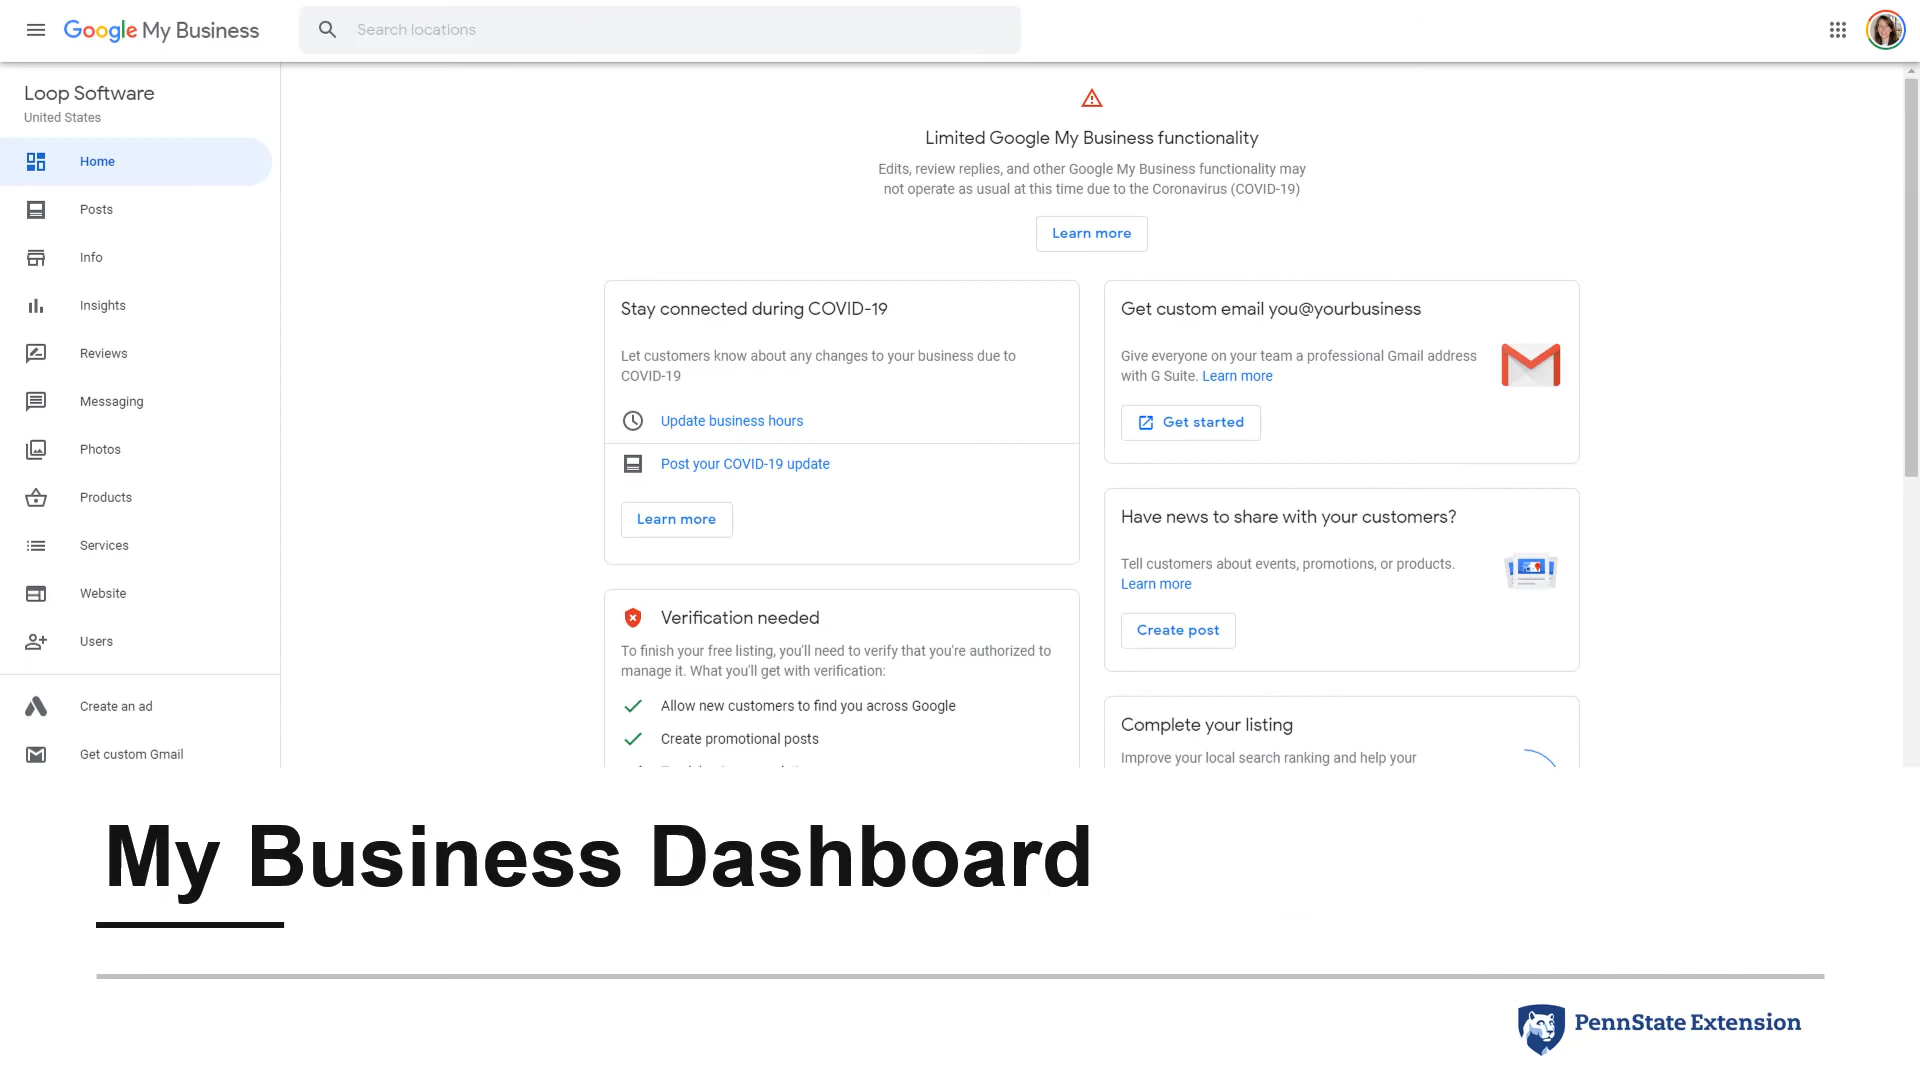 Google My Business
Search locations
Loop Software
United States
Home
Posts
Info
Insights
Reviews
Messaging
Photos
Products
Services
Website
Users
Create an ad
Get custom Gmail
Limited Google My Business functionality
Edits, review replies, and other Google My Business functionality may
not operate as usual at this time due to the Coronavirus (COVID-19)
Learn more
Stay connected during COVID-19
Let customers know about any changes to your business due to
COVID-19
Update business hours
Post your COVID-19 update
Learn more
Verification needed
To finish your free listing, you'll need to verify that you're authorized to
manage it. What you'll get with verification:
Allow new customers to find you across Google
Create promotional posts
Get custom email you@yourbusiness
Give everyone on your team a professional Gmail address
with G Suite. Learn more
Get started
Have news to share with your customers?
Tell customers about events, promotions, or products.
Learn more
Create post
Complete your listing
Improve your local search ranking and help your
My Business Dashboard
PennState Extension